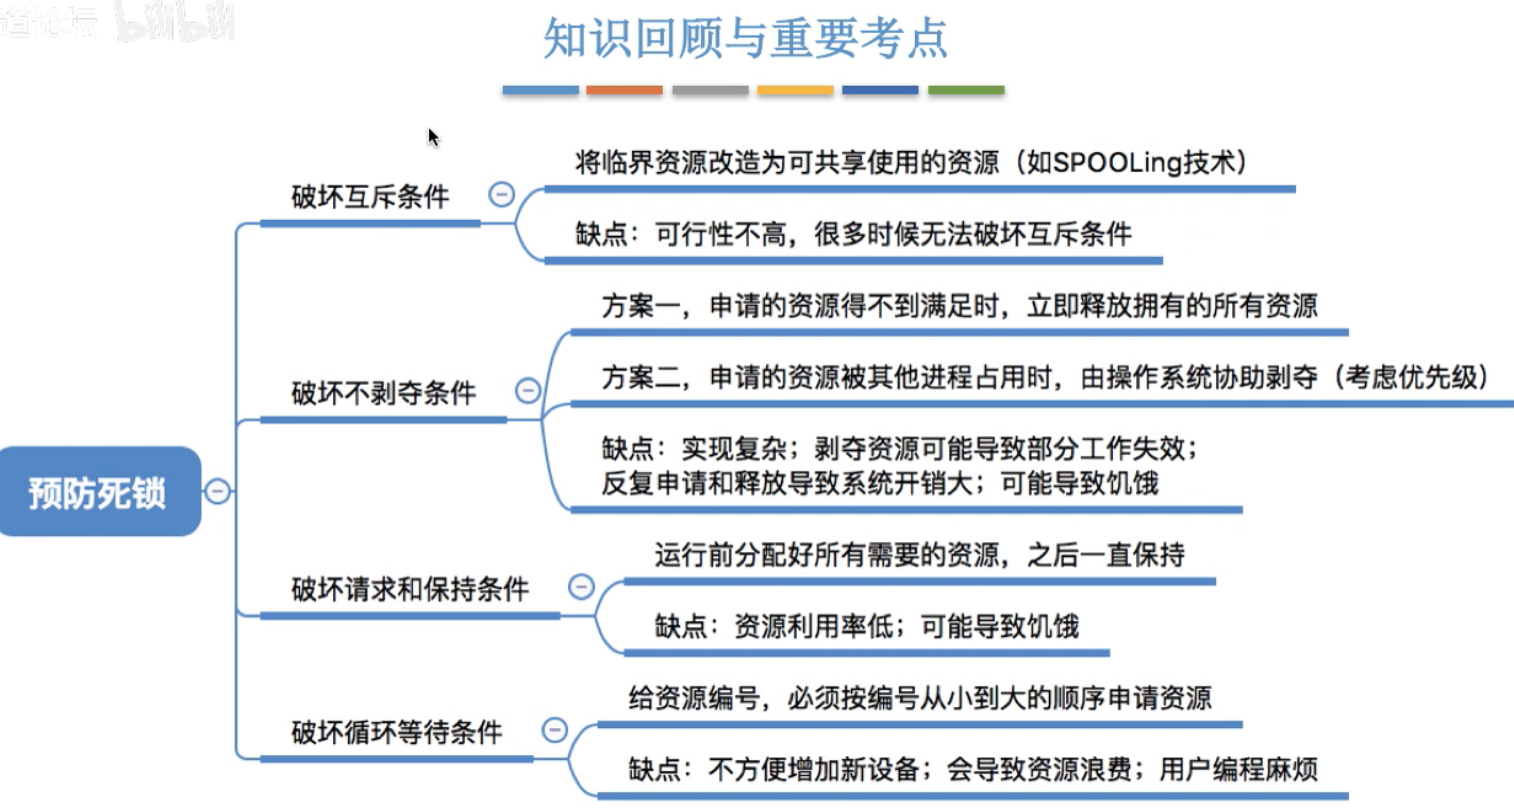 道论坛 bilibili
知识回顾与重要考点
将临界资源改造为可共享使用的资源（如SPOOLing技术）
破坏互斥条件
缺点：可行性不高，很多时候无法破坏互斥条件
方案一，申请的资源得不到满足时，立即释放拥有的所有资源
方案二，申请的资源被其他进程占用时，由操作系统协助剥夺（考虑优先级）
破坏不剥夺条件
缺点：实现复杂；剥夺资源可能导致部分工作失效；
反复申请和释放导致系统开销大；可能导致饥饿
预防死锁
运行前分配好所有需要的资源，之后一直保持
破坏请求和保持条件
缺点：资源利用率低；可能导致饥饿
给资源编号，必须按编号从小到大的顺序申请资源
破坏循环等待条件
缺点：不方便增加新设备；会导致资源浪费；用户编程麻烦